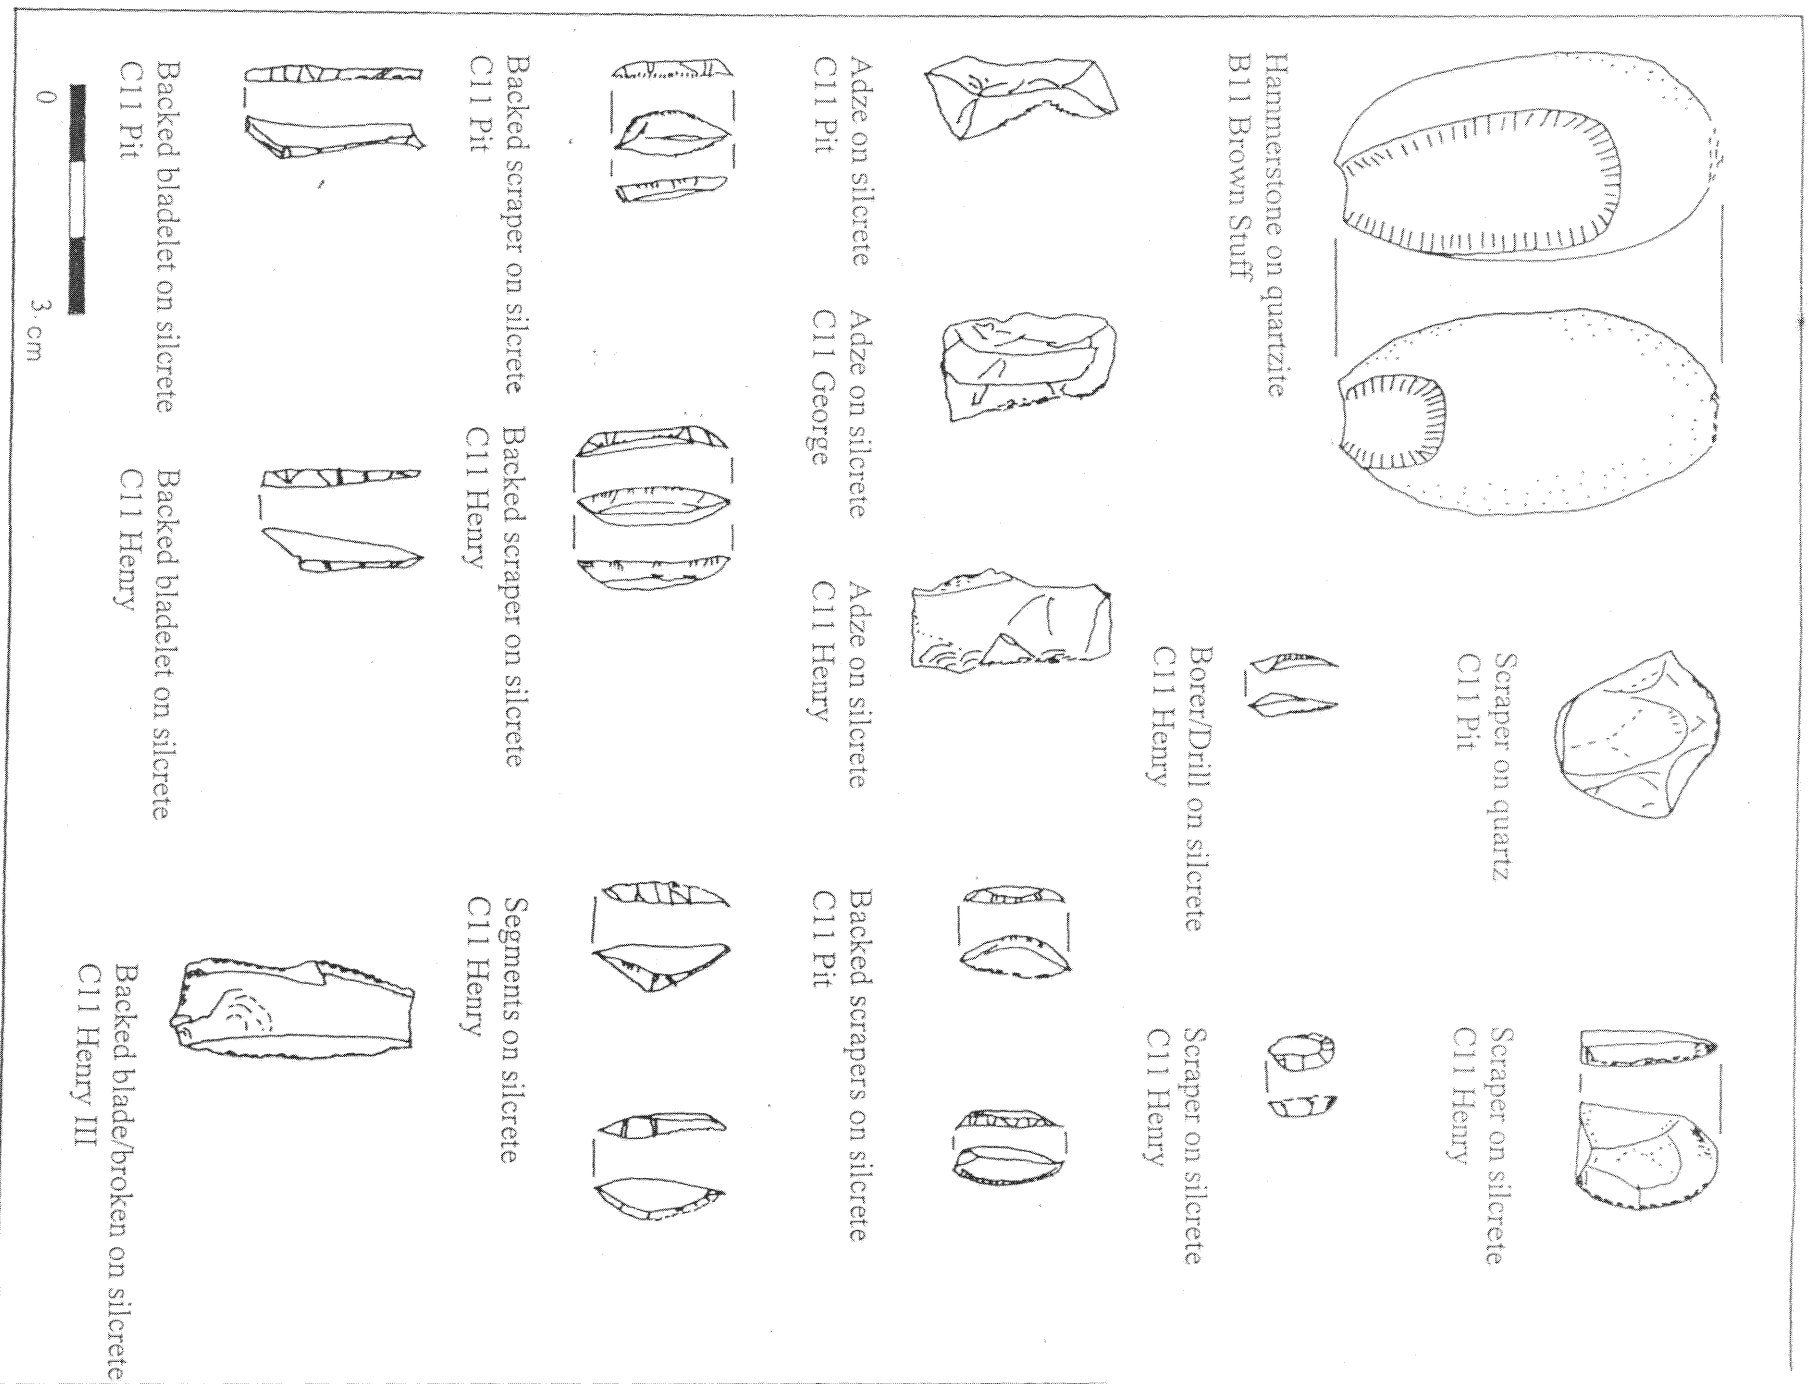 Hammerstone on quartzite
B11 Brown Stuff
Scraper on quartz
C11 Pit
Scraper on silcrete
C11 Henry
Borer/Drill on silcrete
C11 Henry
Scraper on silcrete
C11 Henry
Adze on silcrete
C11 Pit
Adze on silcrete
C11 George
Adze on silcrete
C11 Henry
Backed scrapers on silcrete
C11 Pit
Backed scraper on silcrete
C11 Pit
Backed scraper on silcrete
C11 Henry
Segments on silcrete
C11 Henry
Backed bladelet on silcrete
C11 Pit
Backed bladelet on silcrete
C11 Henry
Backed blade/broken on silcrete
C11 Henry III
0 3 cm